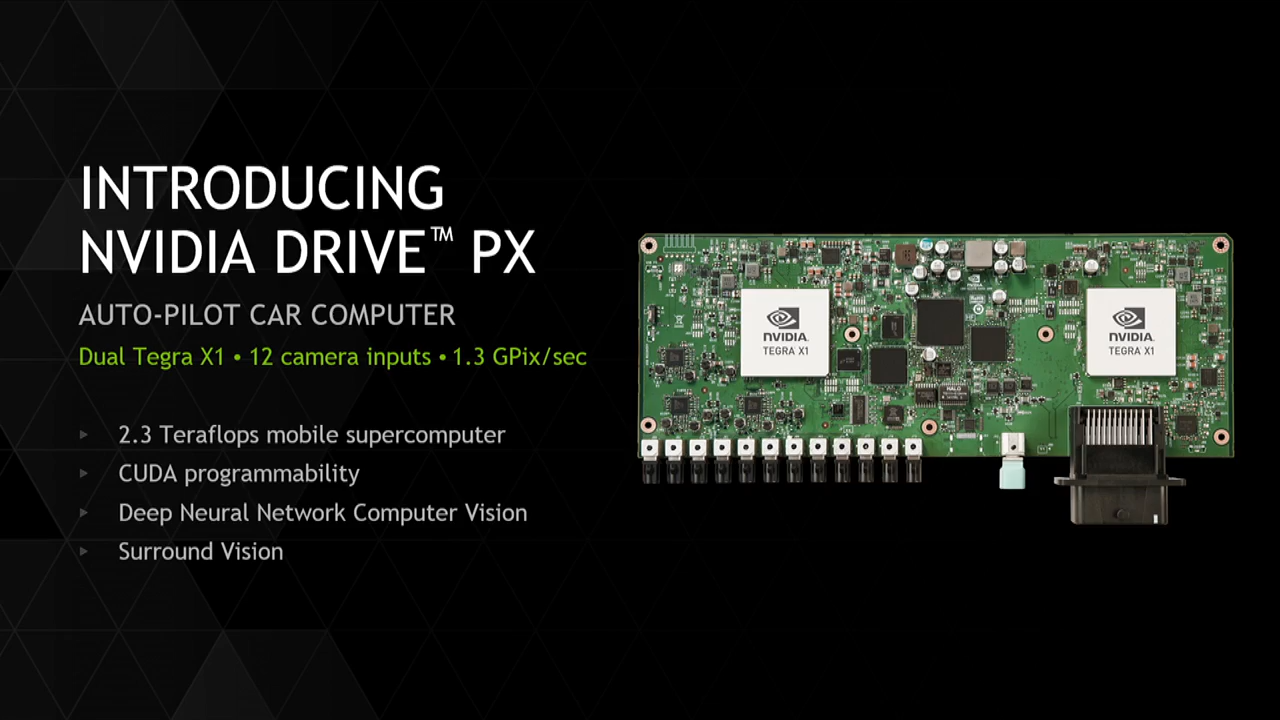 INTRODUCING
NVIDIA DRIVE™ PX
AUTO-PILOT CAR COMPUTER
Dual Tegra X1 • 12 camera inputs • 1.3 GPix/sec
2.3 Teraflops mobile supercomputer
CUDA programmability
Deep Neural Network Computer Vision
Surround Vision
NVIDIA.
TEGRA X1
NVIDIA.
TEGRA X1
HALO